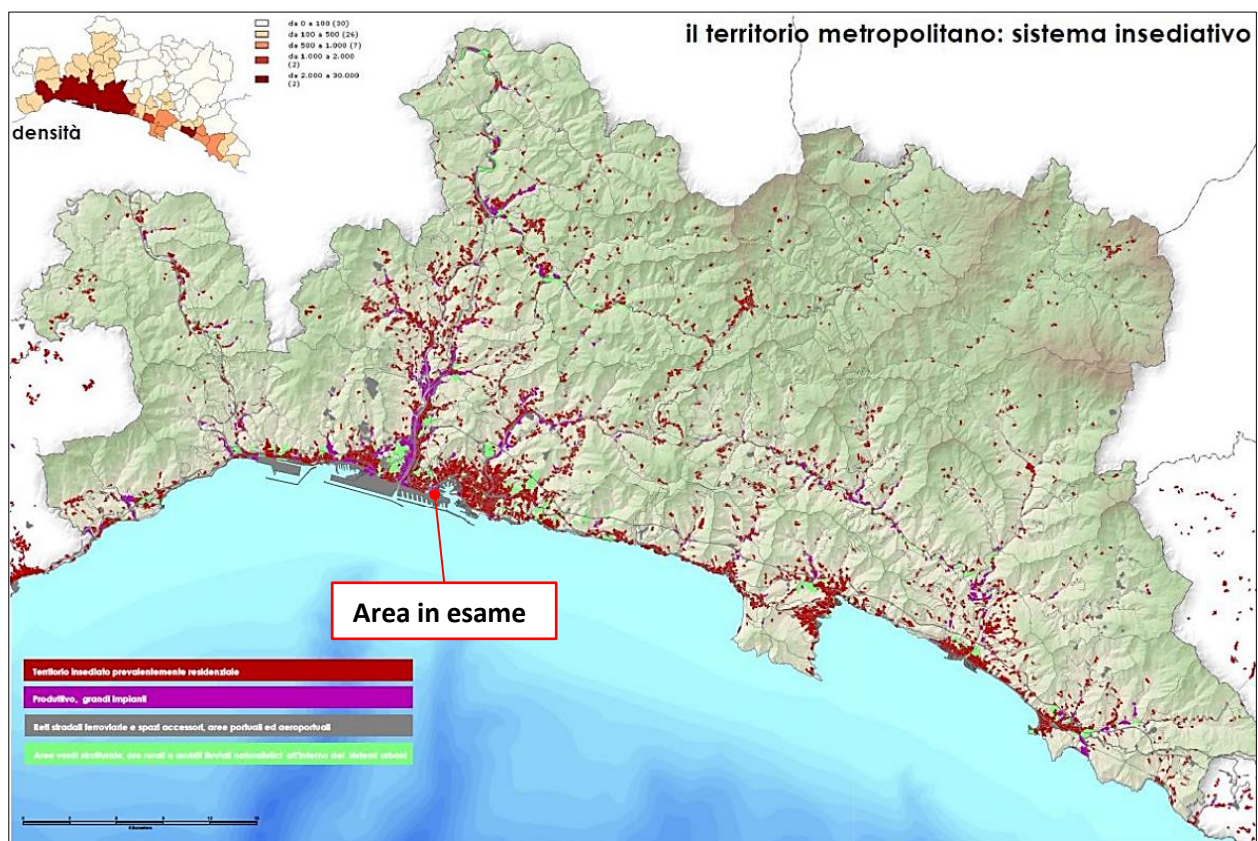 da 0 a 100 (30)
da 100 a 500 (26)
da 500 a 1.000 (7)
da 1.000 a 2.000
(2)
da 2.000 a 30.000
(2)
il territorio metropolitano: sistema insediativo
densità
Area in esame
Territorio insediato prevalentemente residenziale
Produttivo, grandi impianti
Reti stradali ferroviarie e spazi accessori, aree portuali ed aeroportuali
Aree verdi strutturate, are rurali o ambiti fluviali naturalistici all'interno dei sistemi urbani